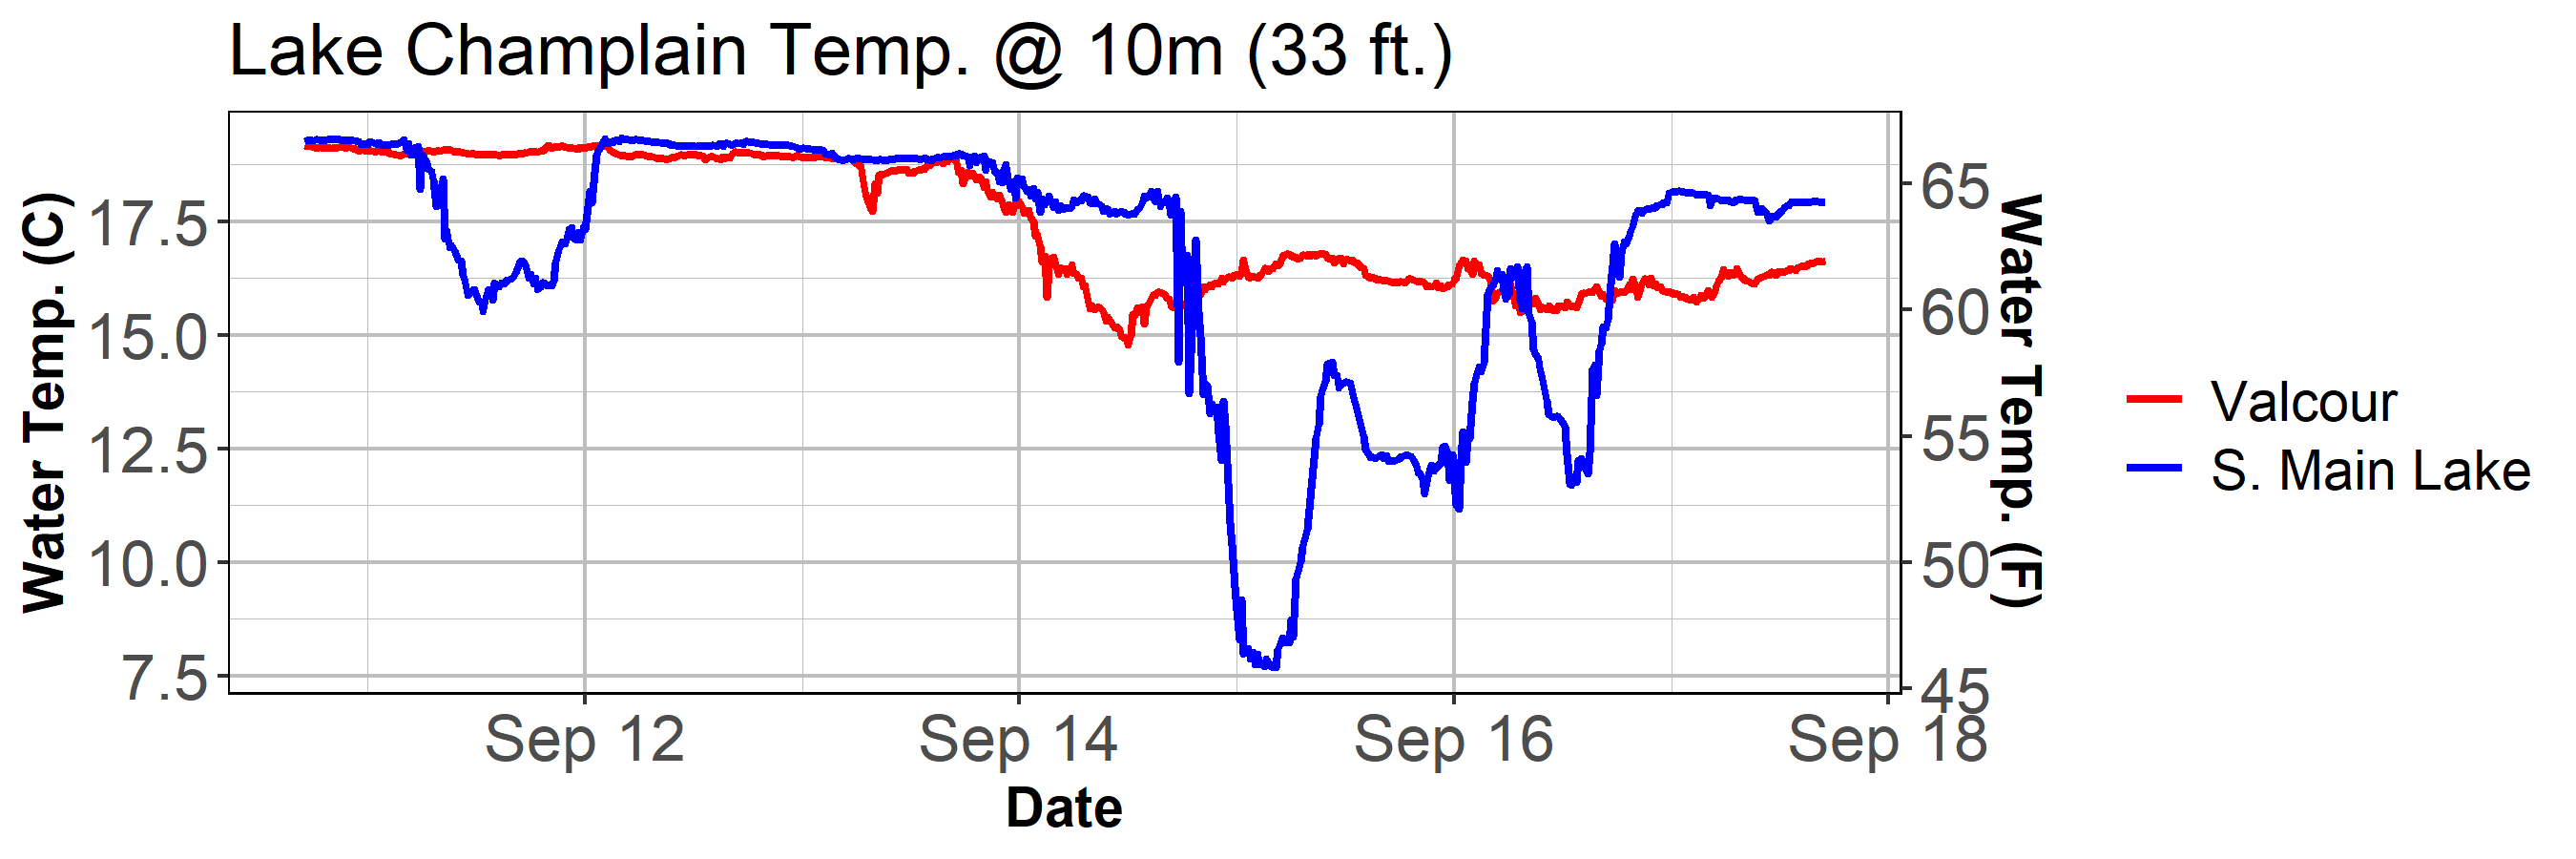 Lake Champlain Temp. @ 10m (33 ft.)
Water Temp. (C)
17.5
15.0
12.5
10.0
7.5
65
60
55
50
45
Water Temp. (F)
Sep 12
Sep 14
Sep 16
Sep 18
Date
Valcour
S. Main Lake